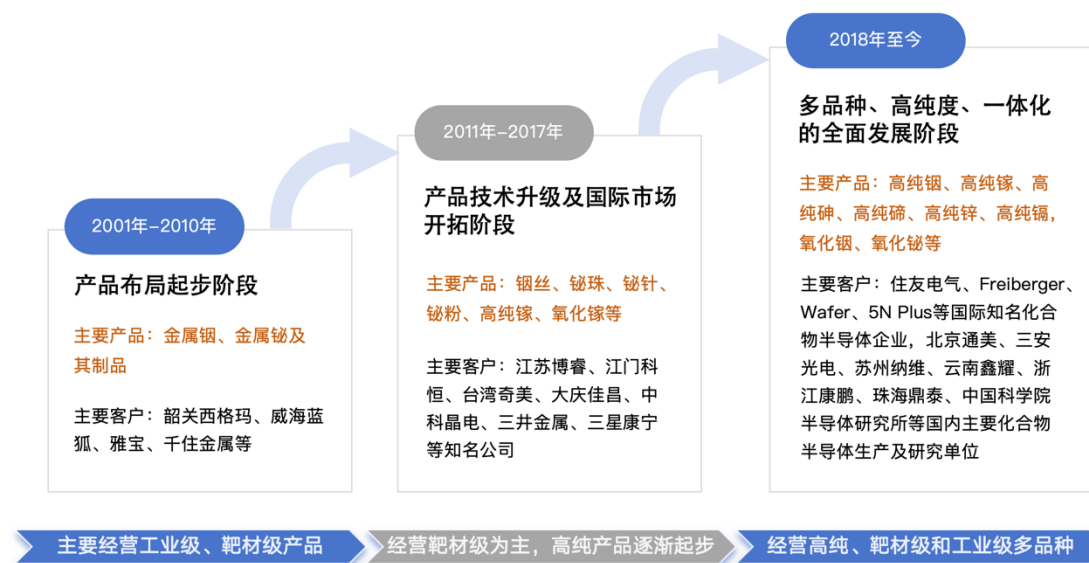 2001年-2010年
产品布局起步阶段
主要产品：金属铟、金属铋及
其制品
主要客户：韶关西格玛、威海蓝
狐、雅宝、千住金属等
2011年-2017年
产品技术升级及国际市场
开拓阶段
主要产品：铟丝、铋珠、铋针、
铋粉、高纯镓、氧化镓等
主要客户：江苏博睿、江门科
恒、台湾奇美、大庆佳昌、中
科晶电、三井金属、三星康宁
等知名公司
2018年至今
多品种、高纯度、一体化
的全面发展阶段
主要产品：高纯铟、高纯镓、高
纯砷、高纯碲、高纯锌、高纯镉，
氧化铟、氧化铋等
主要客户：住友电气、Freiberger、
Wafer、5N Plus等国际知名化合
物半导体企业，北京通美、三安
光电、苏州纳维、云南鑫耀、浙
江康鹏、珠海鼎泰、中国科学院
半导体研究所等国内主要化合物
半导体生产及研究单位
主要经营工业级、靶材级产品
经营靶材级为主，高纯产品逐渐起步
经营高纯、靶材级和工业级多品种